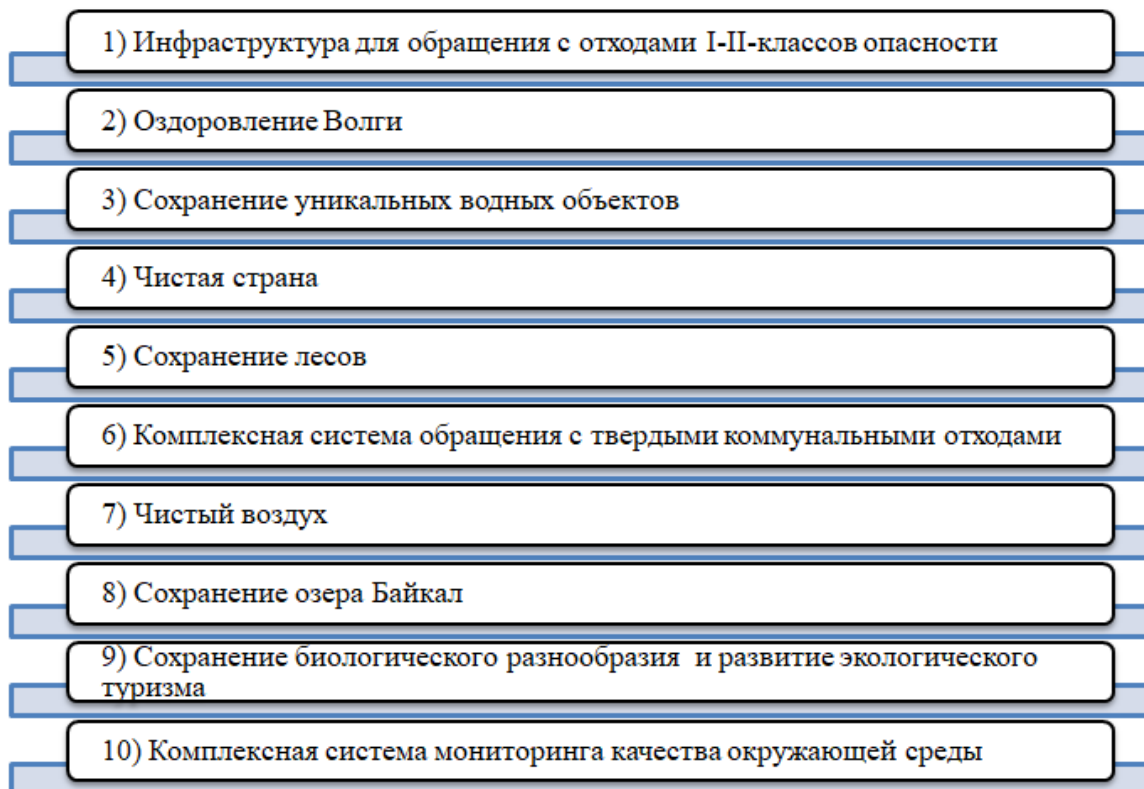 1) Инфраструктура для обращения с отходами I-II-классов опасности
2) Оздоровление Волги
3) Сохранение уникальных водных объектов
4) Чистая страна
5) Сохранение лесов
6) Комплексная система обращения с твердыми коммунальными отходами
7) Чистый воздух
8) Сохранение озера Байкал
9) Сохранение биологического разнообразия и развитие экологического
туризма
10) Комплексная система мониторинга качества окружающей среды